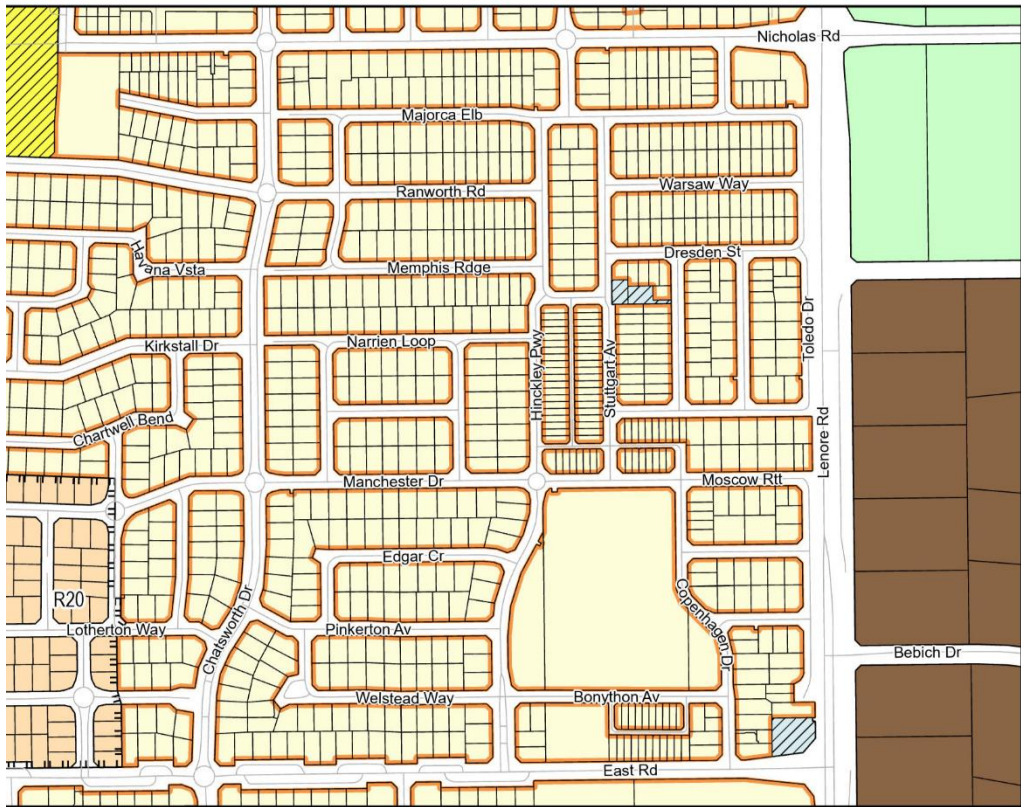 Nicholas Rd
Majorca Elb
Warsaw Way
Ranworth Rd
Dresden St
Havana Vsta
Memphis Rdge
Toledo Dr
Kirkstall Dr
Narrien Loop
Hinckley Pwy
Stuttgart Av
Chartwell Bend
Lenore Rd
Manchester Dr
Moscow Rtt
Edgar Cr
R20
Chatsworth Dr
Copenhagen Dr
Lotherton Way
Pinkerton Av
Bebich Dr
Welstead Way
Bonython Av
East Rd